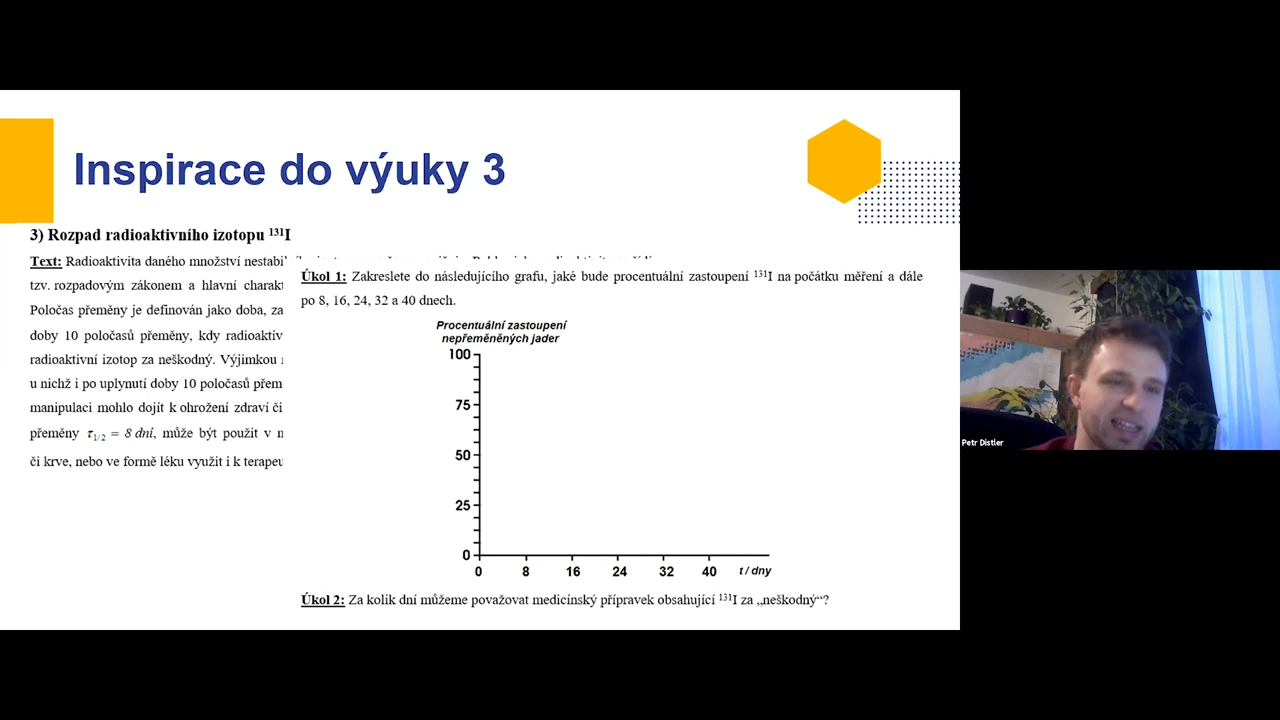 Inspirace do výuky 3
3) Rozpad radioaktivního izotopu ¹³¹I
Text: Radioaktivita daného množství nestabi
tzv. rozpadovým zákonem a hlavní charakt
Poločas přeměny je definován jako doba, za
doby 10 poločasů přeměny, kdy radioaktiv
radioaktivní izotop za neškodný. Výjimkou
u nichž i po uplynutí doby 10 poločasů přem
manipulaci mohlo dojít k ohrožení zdraví či
přeměny τ₁/₂ = 8 dní, může být použit v
či krve, nebo ve formě léku využit i k terapeu
Úkol 1: Zakreslete do následujícího grafu, jaké bude procentuální zastoupení ¹³¹I na počátku měření a dále
po 8, 16, 24, 32 a 40 dnech.
Procentuální zastoupení
nepřeměněných jader
100
75
50
25
0
0 8 16 24 32 40 t / dny
Úkol 2: Za kolik dní můžeme považovat medicínský přípravek obsahující ¹³¹I za „neškodný“?
Petr Distler